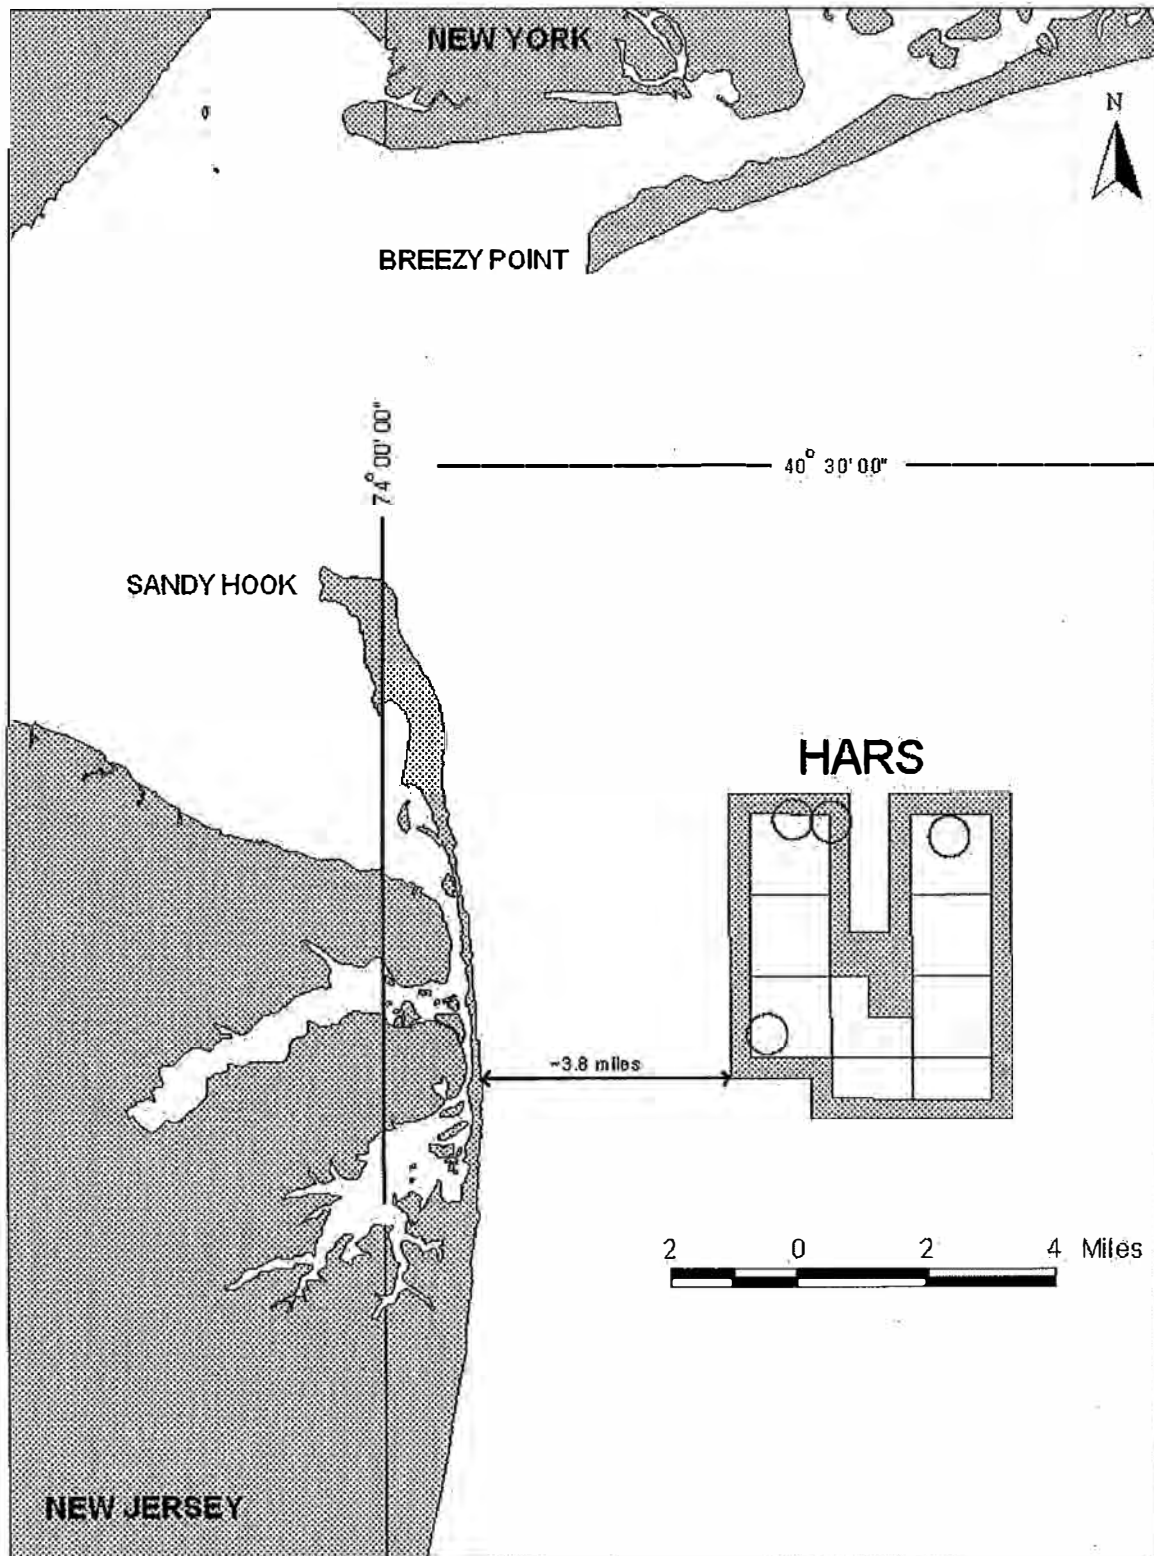 NEW YORK
N
BREEZY POINT
74° 00' 00"
40° 30' 00"
SANDY HOOK
HARS
~3.8 miles
2 0 2 4 Miles
NEW JERSEY